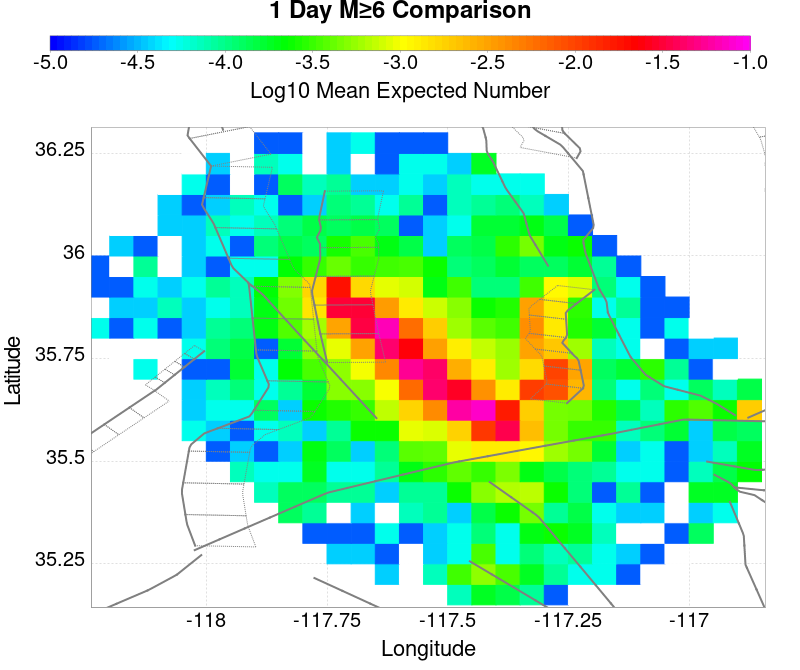 1 Day M≥6 Comparison
-5.0 -4.5 -4.0 -3.5 -3.0 -2.5 -2.0 -1.5 -1.0
Log10 Mean Expected Number
36.25
36
35.75
35.5
35.25
Latitude
-118 -117.75 -117.5 -117.25 -117
Longitude